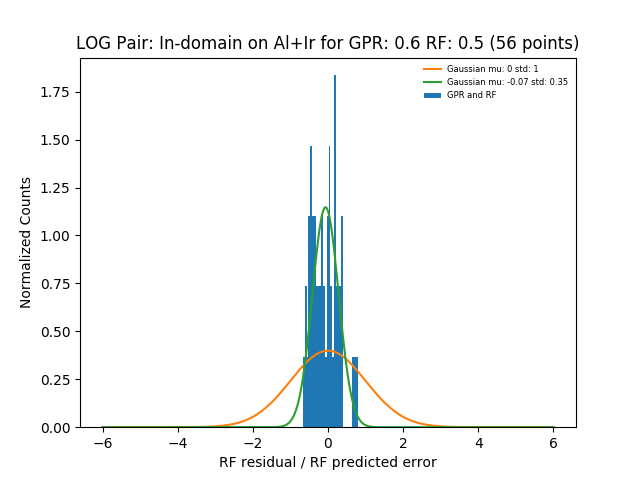 LOG Pair: In-domain on Al+Ir for GPR: 0.6 RF: 0.5 (56 points)
Gaussian mu: 0 std: 1
Gaussian mu: -0.07 std: 0.35
GPR and RF
Normalized Counts
1.75
1.50
1.25
1.00
0.75
0.50
0.25
0.00
−6 −4 −2 0 2 4 6
RF residual / RF predicted error